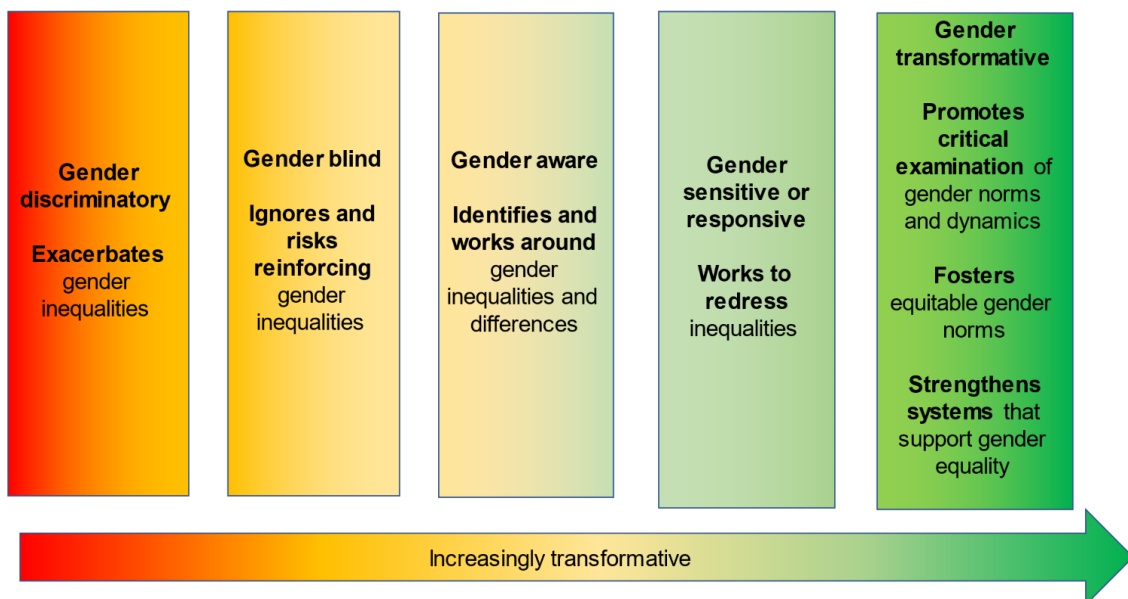 Gender
discriminatory
Exacerbates
gender
inequalities
Gender blind
Ignores and
risks
reinforcing
gender
inequalities
Gender aware
Identifies and
works around
gender
inequalities and
differences
Gender
sensitive or
responsive
Works to
redress
inequalities
Gender
transformative
Promotes
critical
examination of
gender norms
and dynamics
Fosters
equitable gender
norms
Strengthens
systems that
support gender
equality
Increasingly transformative